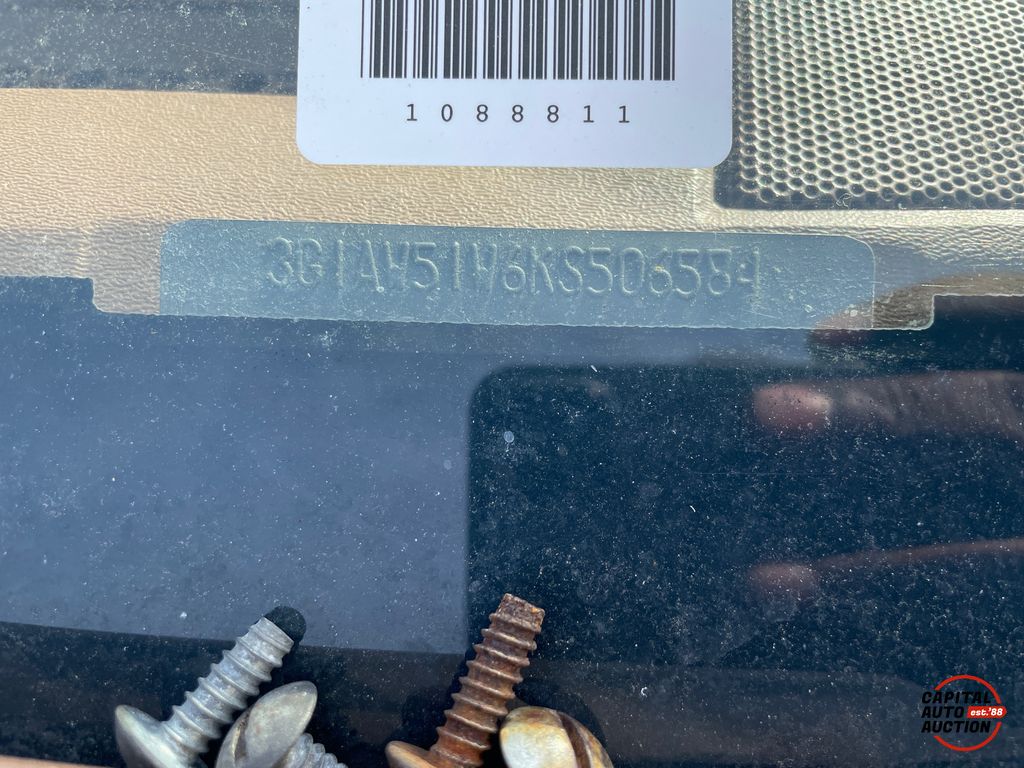 1088811
3G1AW51W6KS506584
CAPITAL
AUTO est.'88
AUCTION